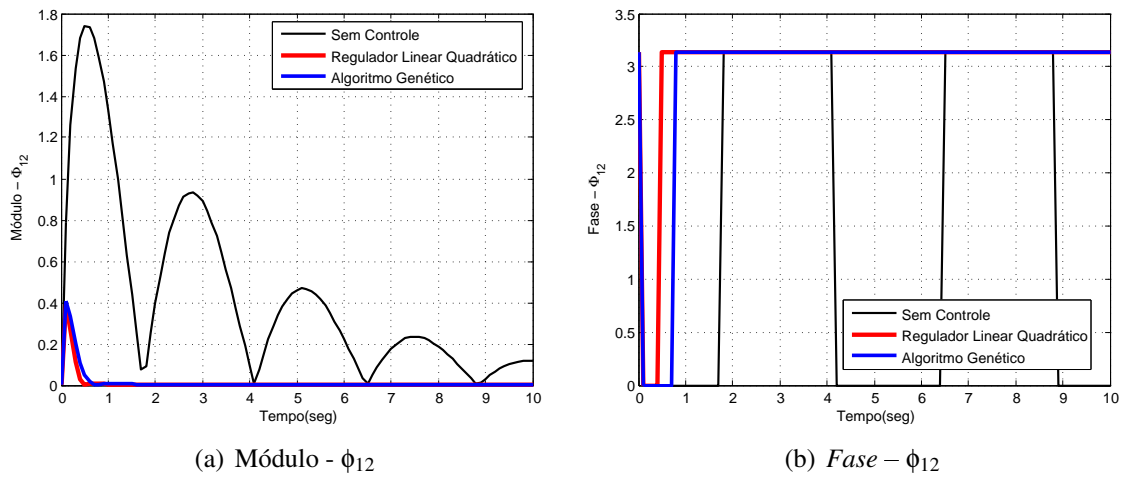 1.8
1.6
1.4
1.2
1
0.8
0.6
0.4
0.2
0
Módulo − Φ12
Sem Controle
Regulador Linear Quadrático
Algoritmo Genético
0 1 2 3 4 5 6 7 8 9 10
Tempo(seg)
(a) Módulo - ϕ12
3.5
3
2.5
2
1.5
1
0.5
0
Fase − Φ12
Sem Controle
Regulador Linear Quadrático
Algoritmo Genético
0 1 2 3 4 5 6 7 8 9 10
Tempo(seg)
(b) Fase – ϕ12